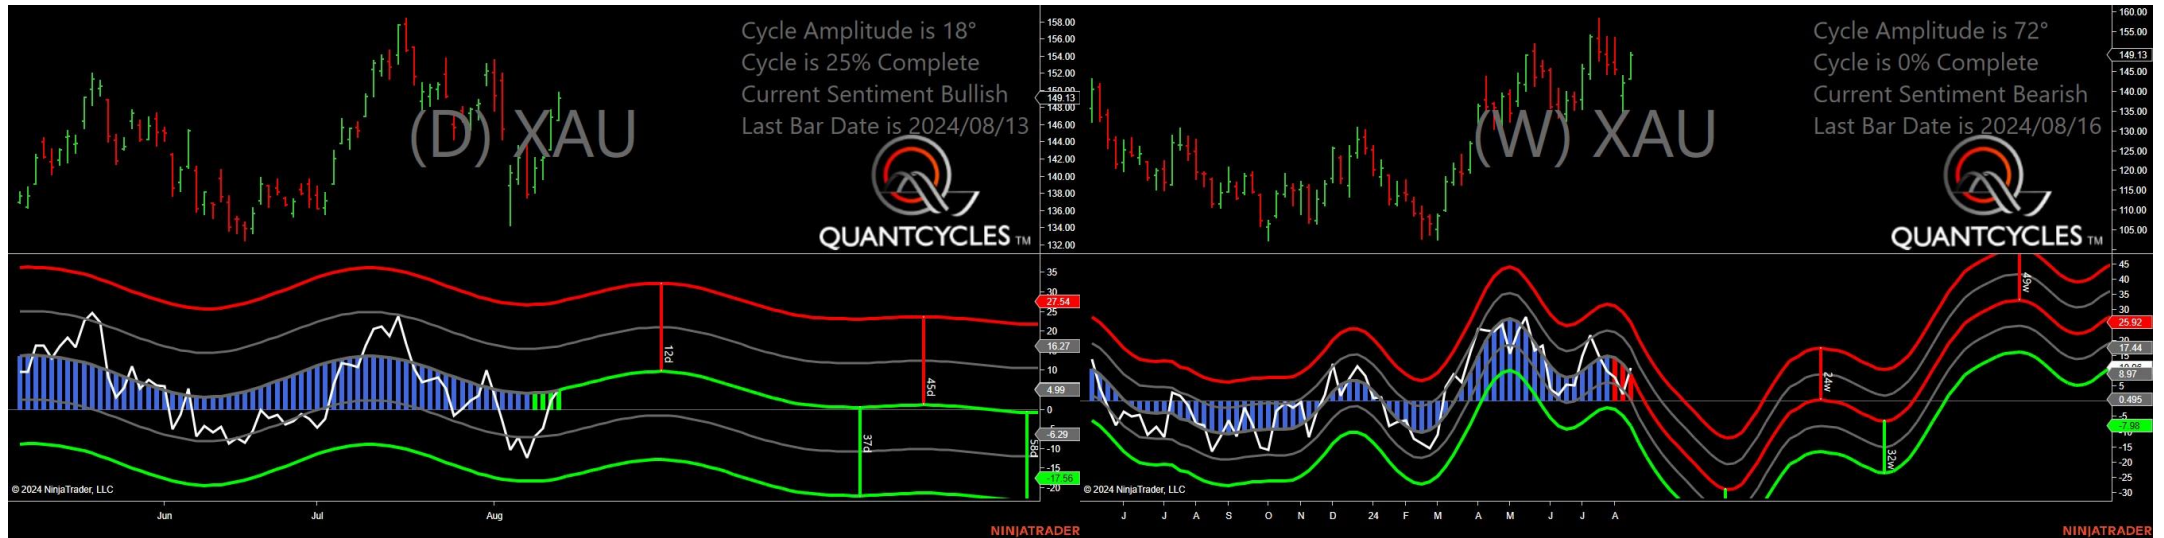 Cycle Amplitude is 18°
Cycle is 25% Complete
Current Sentiment Bullish
Last Bar Date is 2024/08/13
(D) XAU
QUANTCYCLES TM
158.00
156.00
154.00
152.00
149.13
148.00
146.00
144.00
142.00
140.00
138.00
136.00
134.00
132.00
35
30
27.54
25
20
16.27
10
4.99
0
-6.29
-10
-15
-17.56
-20
12d
37d
45d
58d
© 2024 NinjaTrader, LLC
Jun
Jul
Aug
NINJATRADER
Cycle Amplitude is 72°
Cycle is 0% Complete
Current Sentiment Bearish
Last Bar Date is 2024/08/16
(W) XAU
QUANTCYCLES TM
160.00
155.00
149.13
145.00
140.00
135.00
130.00
125.00
120.00
115.00
110.00
105.00
45
40
35
30
25.92
17.44
8.97
5
0.495
-5
-7.98
-15
-20
-25
-30
24w
32w
49w
© 2024 NinjaTrader, LLC
J
J
A
S
O
N
D
24
F
M
A
M
J
J
A
NINJATRADER